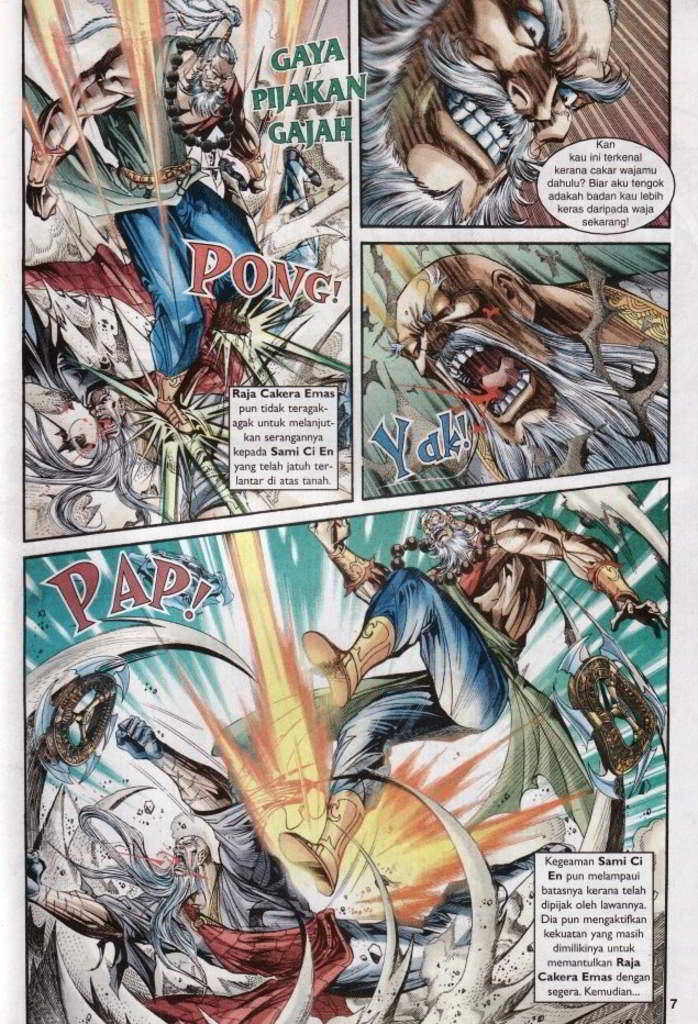 GAYA
PIJAKAN
GAJAH
PONG!
Raja Cakera Emas
pun tidak teragak-
agak untuk melanjut-
kan serangannya
kepada Sami Ci En
yang telah jatuh ter-
lantar di atas tanah.
Kan
kau ini terkenal
kerana cakar wajamu
dahulu? Biar aku tengok
adakah badan kau lebih
keras daripada waja
sekarang!
Yak!
PAP!
Kegeaman Sami Ci
En pun melampaui
batasnya kerana telah
dipijak oleh lawannya.
Dia pun mengaktifkan
kekuatan yang masih
dimilikinya untuk
memantulkan Raja
Cakera Emas dengan
segera. Kemudian...
7